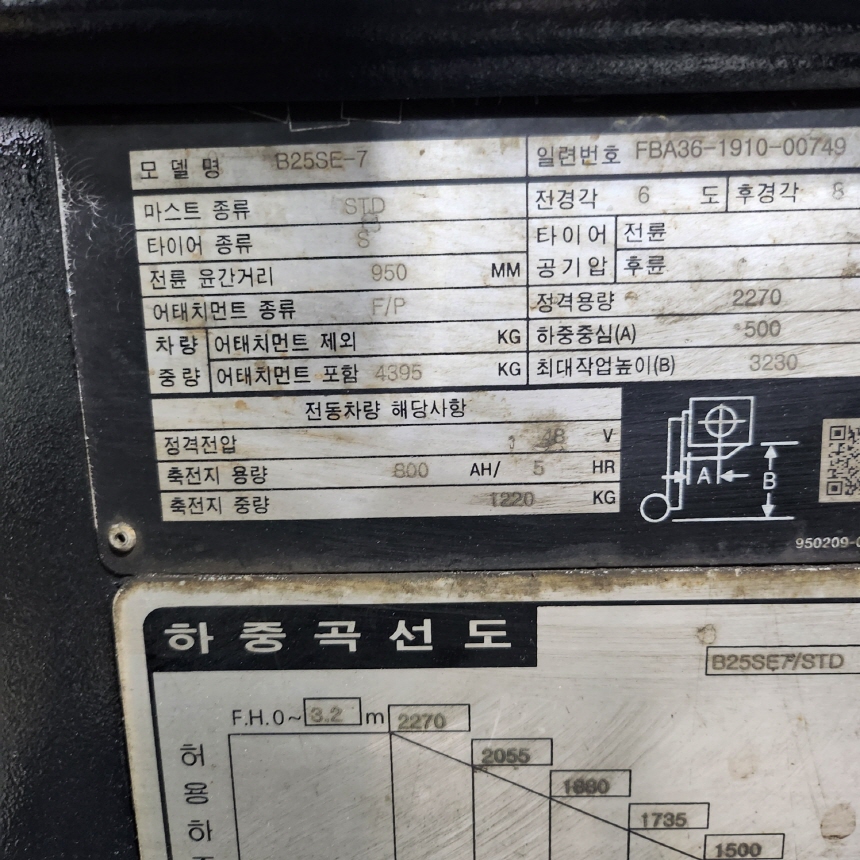 모델명 B25SE-7 일련번호 FBA36-1910-00749
마스트 종류 STD 전경각 6 도 후경각 8
타이어 종류 S 타이어 전륜
전륜 윤간거리 950 MM 공기압 후륜
어태치먼트 종류 F/P 정격용량 2270
차량 어태치먼트 제외 KG 하중중심(A) 500
중량 어태치먼트 포함 4395 KG 최대작업높이(B) 3230
전동차량 해당사항
정격전압 48 V
축전지 용량 600 AH/ 5 HR
축전지 중량 1220 KG
A
B
950209-0
하중곡선도
B25SE7/STD
F.H.0~ 3.2 m 2270
2055
1880
1735
1500
허용하